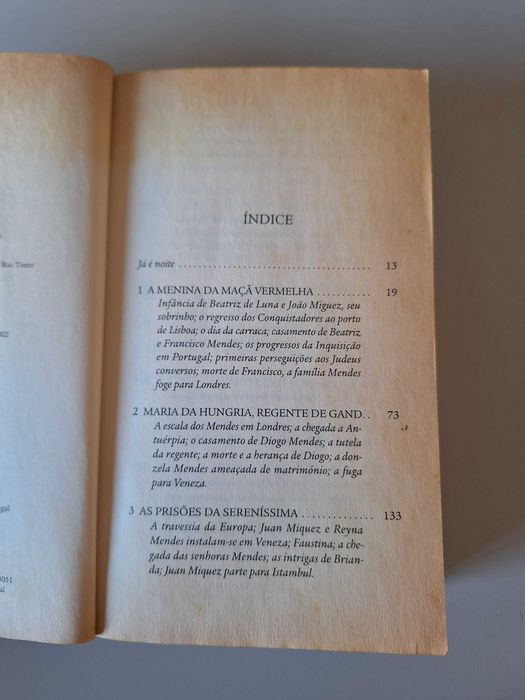 Rio Tinto
002
gal
8051
al
ÍNDICE
Já é noite . . . . . . . . . . . . . . . . . . . . . . . . . . . . . . . . . . 13
1 A MENINA DA MAÇÃ VERMELHA . . . . . . . . . . 19
Infância de Beatriz de Luna e João Miguez, seu
sobrinho; o regresso dos Conquistadores ao porto
de Lisboa; o dia da carraca; casamento de Beatriz
e Francisco Mendes; os progressos da Inquisição
em Portugal; primeiras perseguições aos Judeus
conversos; morte de Francisco, a família Mendes
foge para Londres.
2 MARIA DA HUNGRIA, REGENTE DE GAND. . 73
A escala dos Mendes em Londres; a chegada a An-
tuérpia; o casamento de Diogo Mendes; a tutela
da regente; a morte e a herança de Diogo; a don-
zela Mendes ameaçada de matrimónio; a fuga
para Veneza.
3 AS PRISÕES DA SERENÍSSIMA . . . . . . . . . . . . . 133
A travessia da Europa; Juan Miquez e Reyna
Mendes instalam-se em Veneza; Faustina; a che-
gada das senhoras Mendes; as intrigas de Brian-
da; Juan Miquez parte para Istambul.